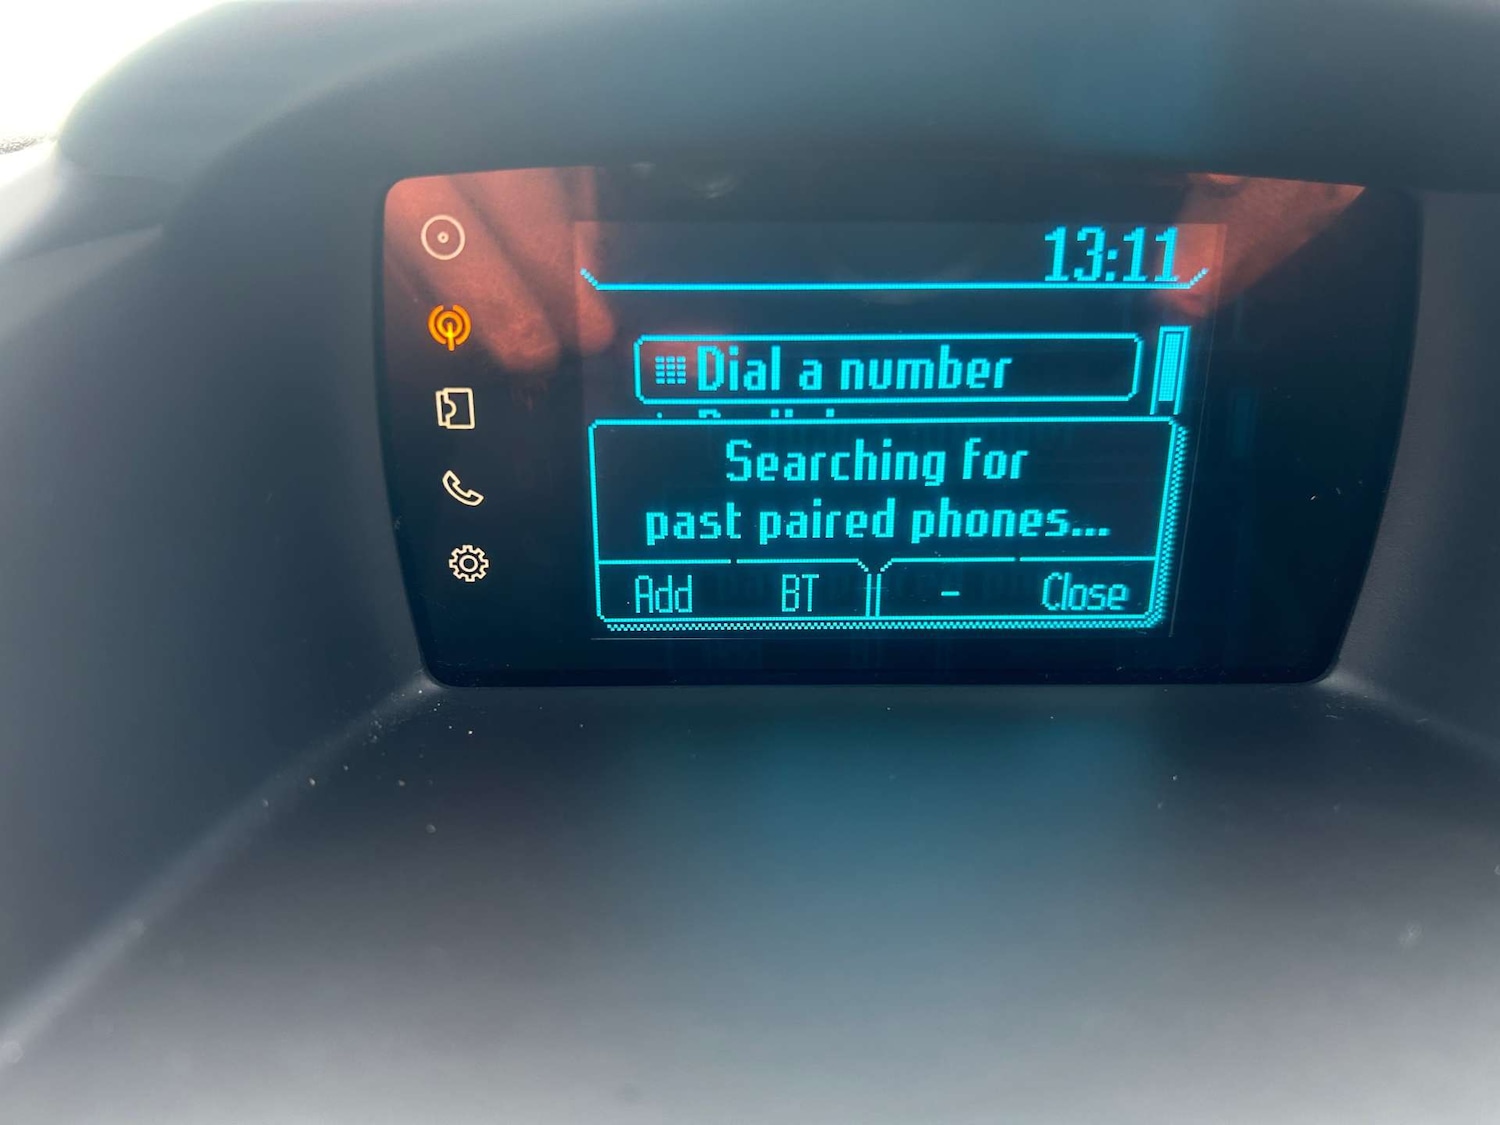 13:11
Dial a number
Searching for
past paired phones...
Add BT - Close